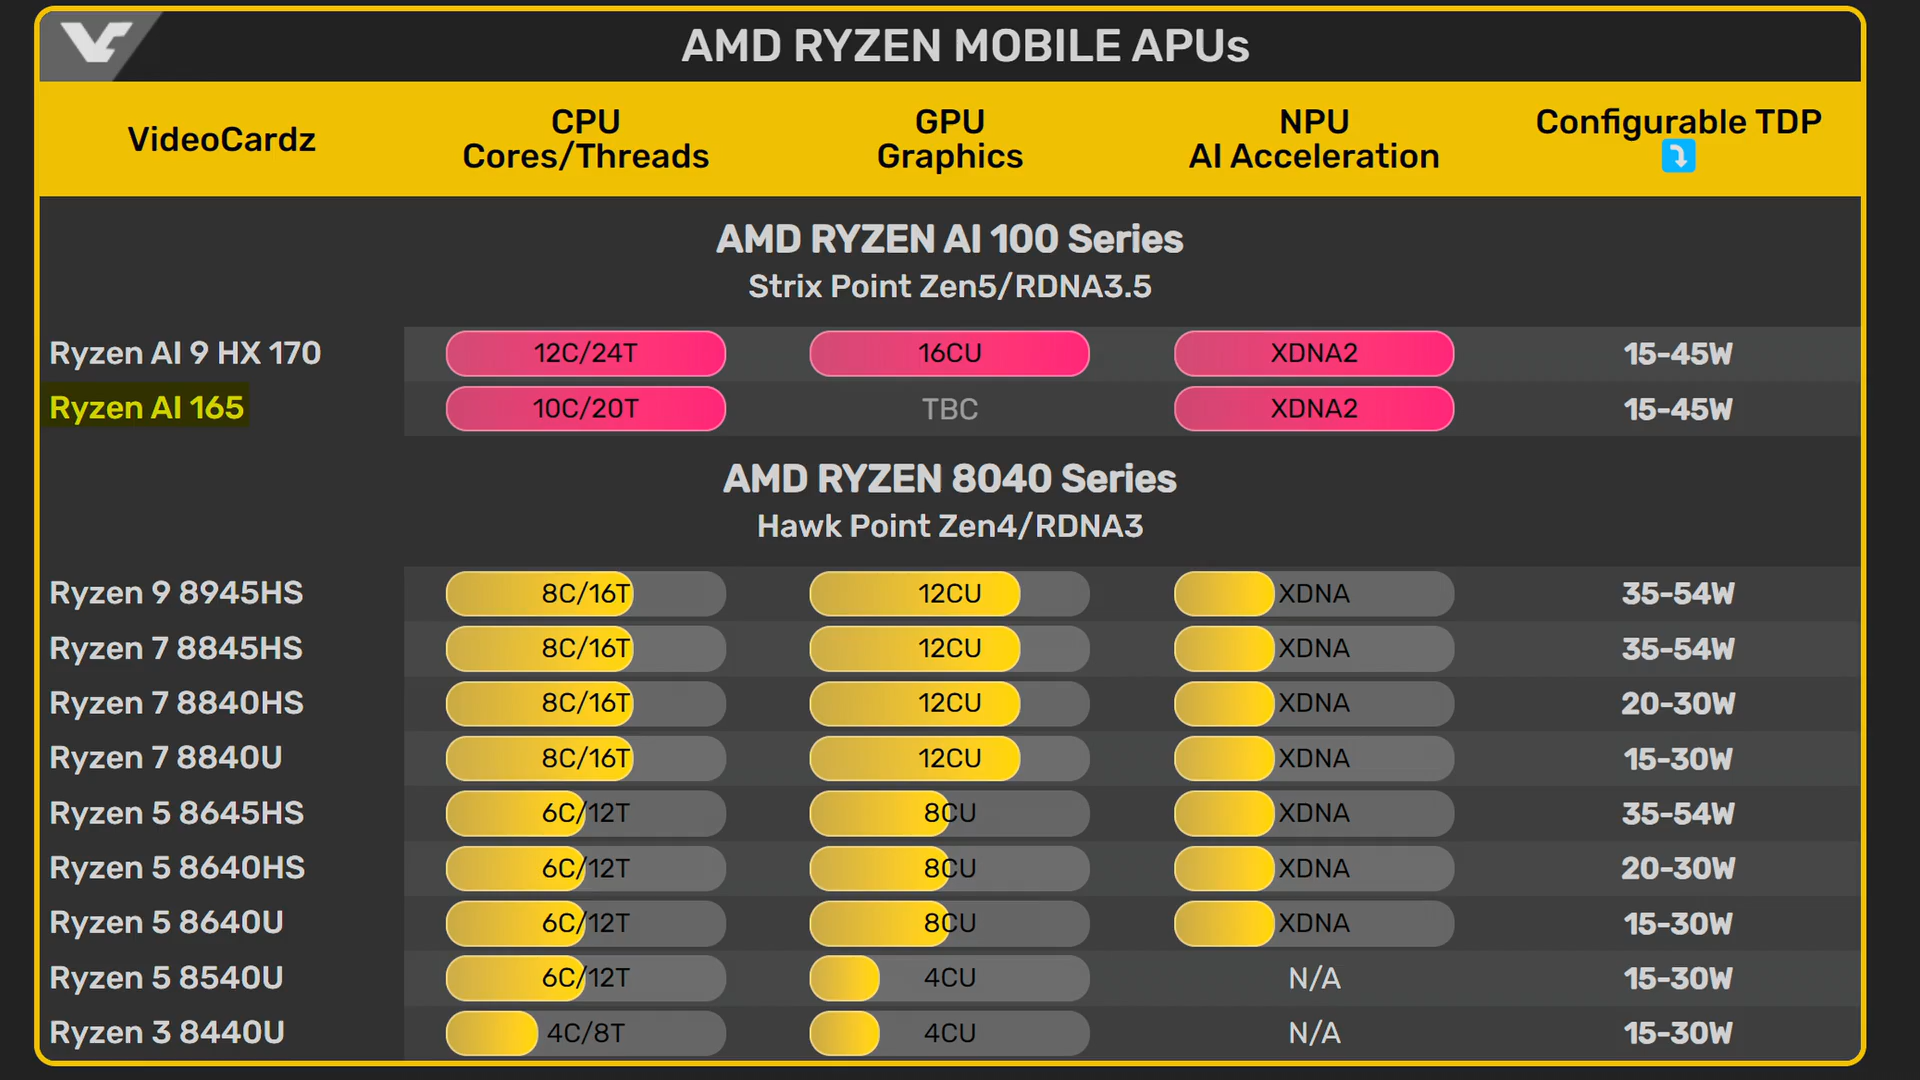 AMD RYZEN MOBILE APUs
VideoCardz
CPU
Cores/Threads
GPU
Graphics
NPU
AI Acceleration
Configurable TDP
AMD RYZEN AI 100 Series
Strix Point Zen5/RDNA3.5
Ryzen AI 9 HX 170 12C/24T 16CU XDNA2 15-45W
Ryzen AI 165 10C/20T TBC XDNA2 15-45W
AMD RYZEN 8040 Series
Hawk Point Zen4/RDNA3
Ryzen 9 8945HS 8C/16T 12CU XDNA 35-54W
Ryzen 7 8845HS 8C/16T 12CU XDNA 35-54W
Ryzen 7 8840HS 8C/16T 12CU XDNA 20-30W
Ryzen 7 8840U 8C/16T 12CU XDNA 15-30W
Ryzen 5 8645HS 6C/12T 8CU XDNA 35-54W
Ryzen 5 8640HS 6C/12T 8CU XDNA 20-30W
Ryzen 5 8640U 6C/12T 8CU XDNA 15-30W
Ryzen 5 8540U 6C/12T 4CU N/A 15-30W
Ryzen 3 8440U 4C/8T 4CU N/A 15-30W